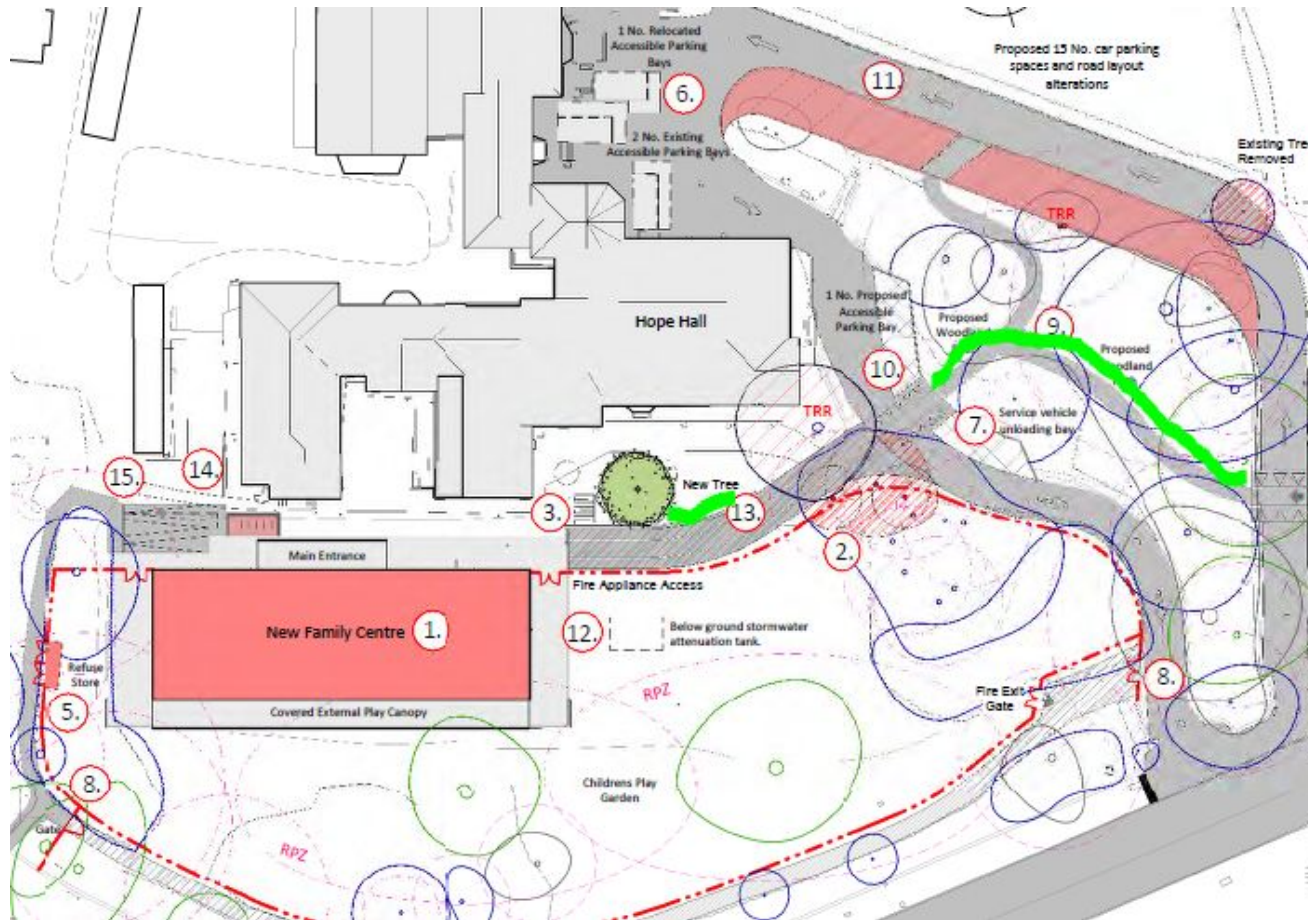 1 No. Relocated
Accessible Parking
Bays
6.
2 No. Existing
Accessible Parking Bays
11.
Proposed 15 No. car parking
spaces and road layout
alterations
Existing Tre
Removed
TRR
Hope Hall
1 No. Proposed
Accessible
Parking Bay
10.
Proposed
9.
Proposed
TRR
7.
Service vehicle
unloading bay
15.
14.
3.
New Tree
13.
2.
Main Entrance
Fire Appliance Access
New Family Centre
1.
12.
Below ground stormwater
attenuation tank.
Refuse
Store
5.
Covered External Play Canopy
RPZ
Fire Exit
Gate
8.
8.
Gate
Childrens Play
Garden
RPZ